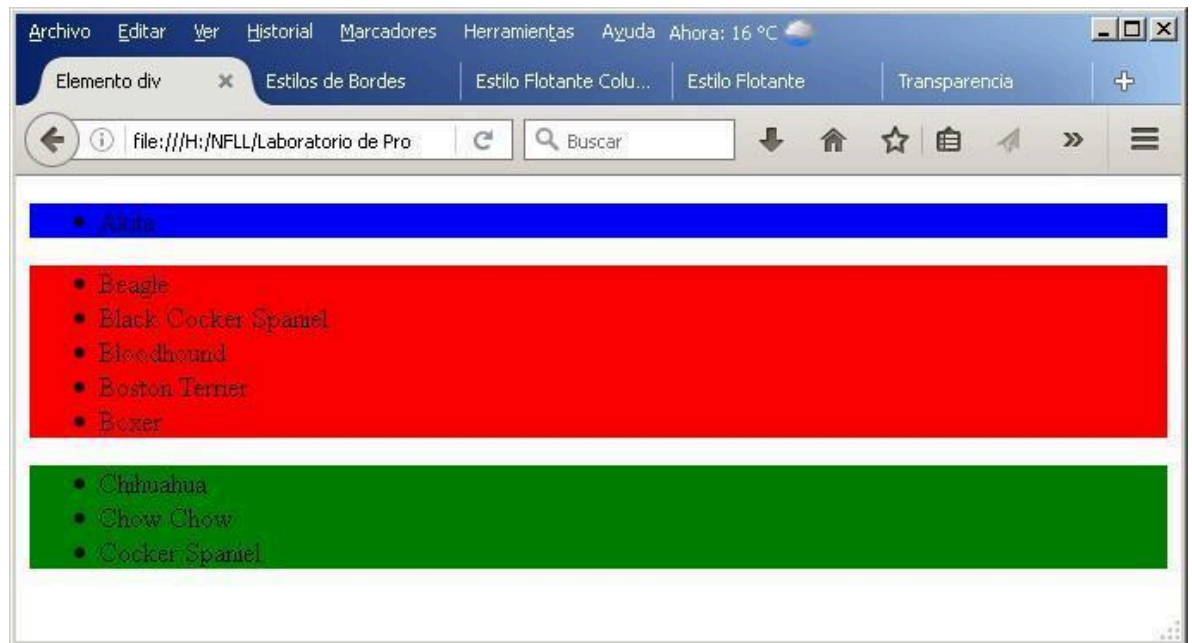 Archivo Editar Ver Historial Marcadores Herramientas Ayuda Ahora: 16 °C
Elemento div Estilos de Bordes Estilo Flotante Colu... Estilo Flotante Transparencia
file:///H:/NFLL/Laboratorio de Pro Buscar
Akita
Beagle
Black Cocker Spaniel
Bloodhound
Boston Terrier
Boxer
Chihuahua
Chow Chow
Cocker Spaniel